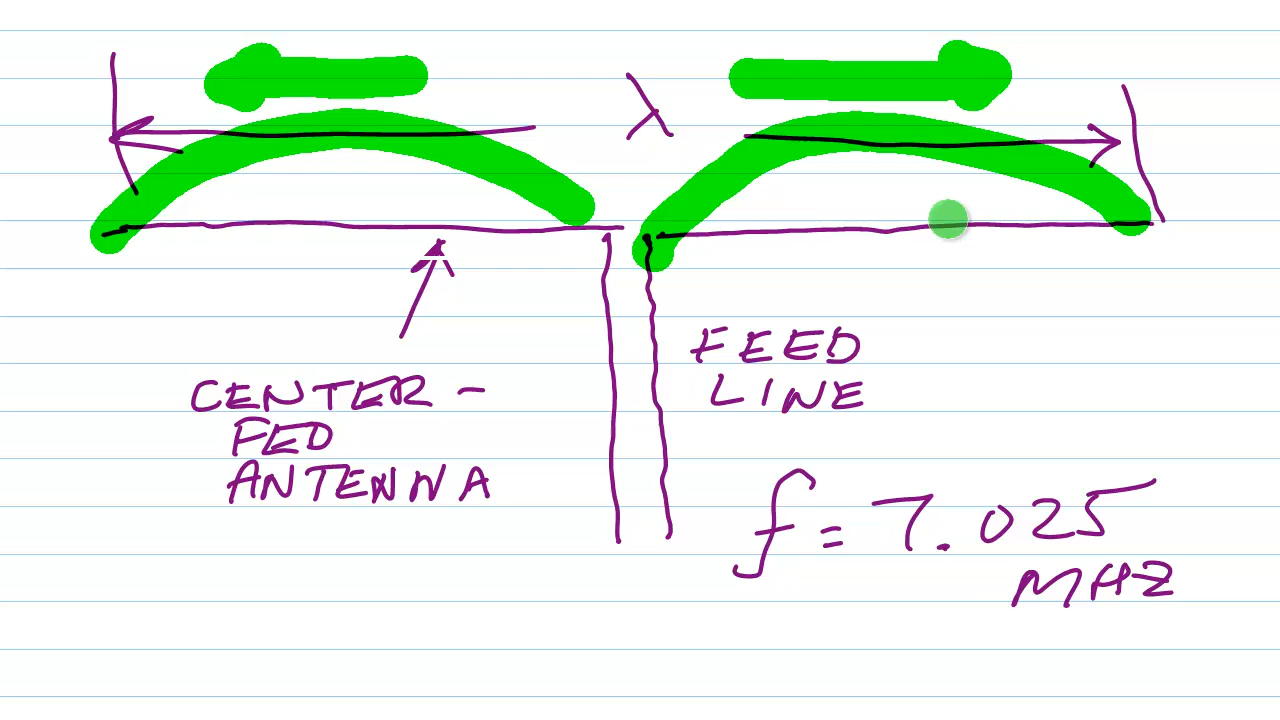 λ
FEED
LINE
CENTER-
FED
ANTENNA
f = 7.025
MHZ